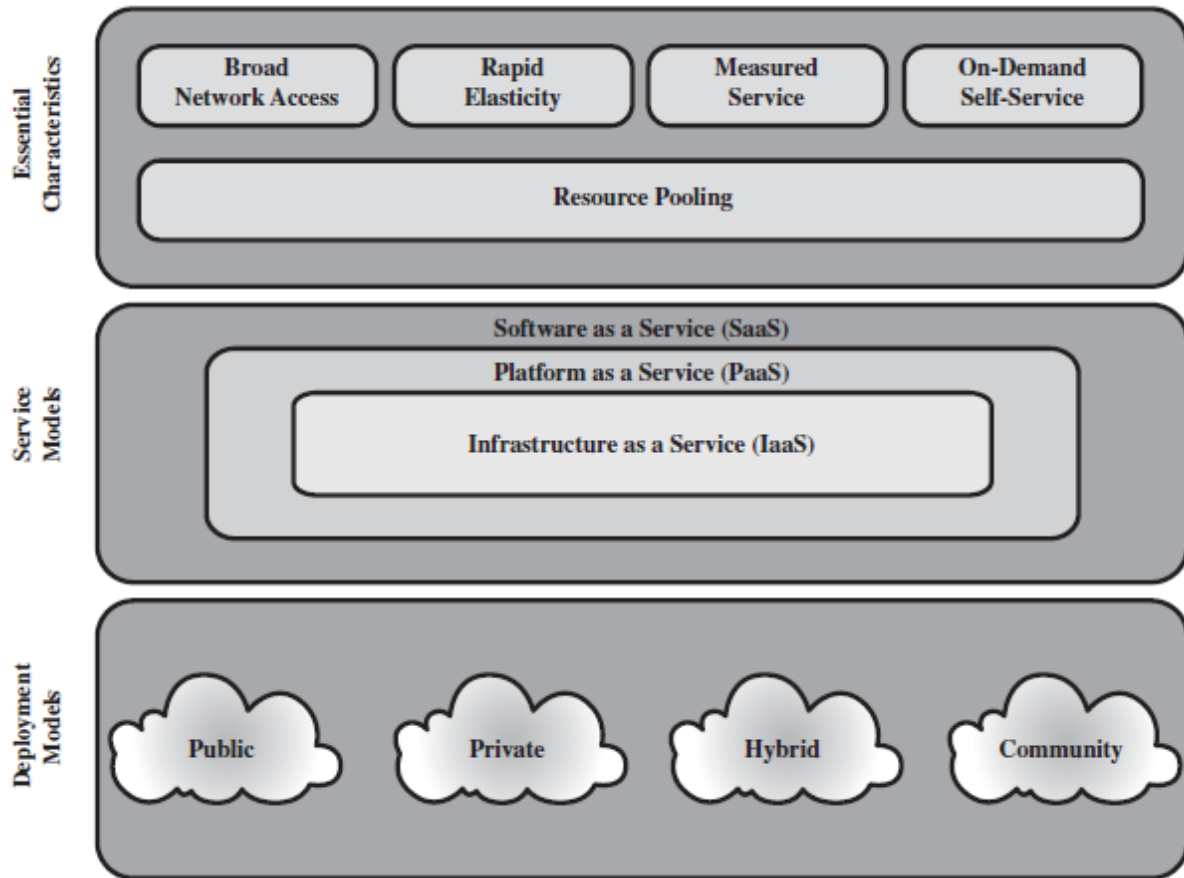 Essential
Characteristics
Broad
Network Access
Rapid
Elasticity
Measured
Service
On-Demand
Self-Service
Resource Pooling
Service
Models
Software as a Service (SaaS)
Platform as a Service (PaaS)
Infrastructure as a Service (IaaS)
Deployment
Models
Public
Private
Hybrid
Community